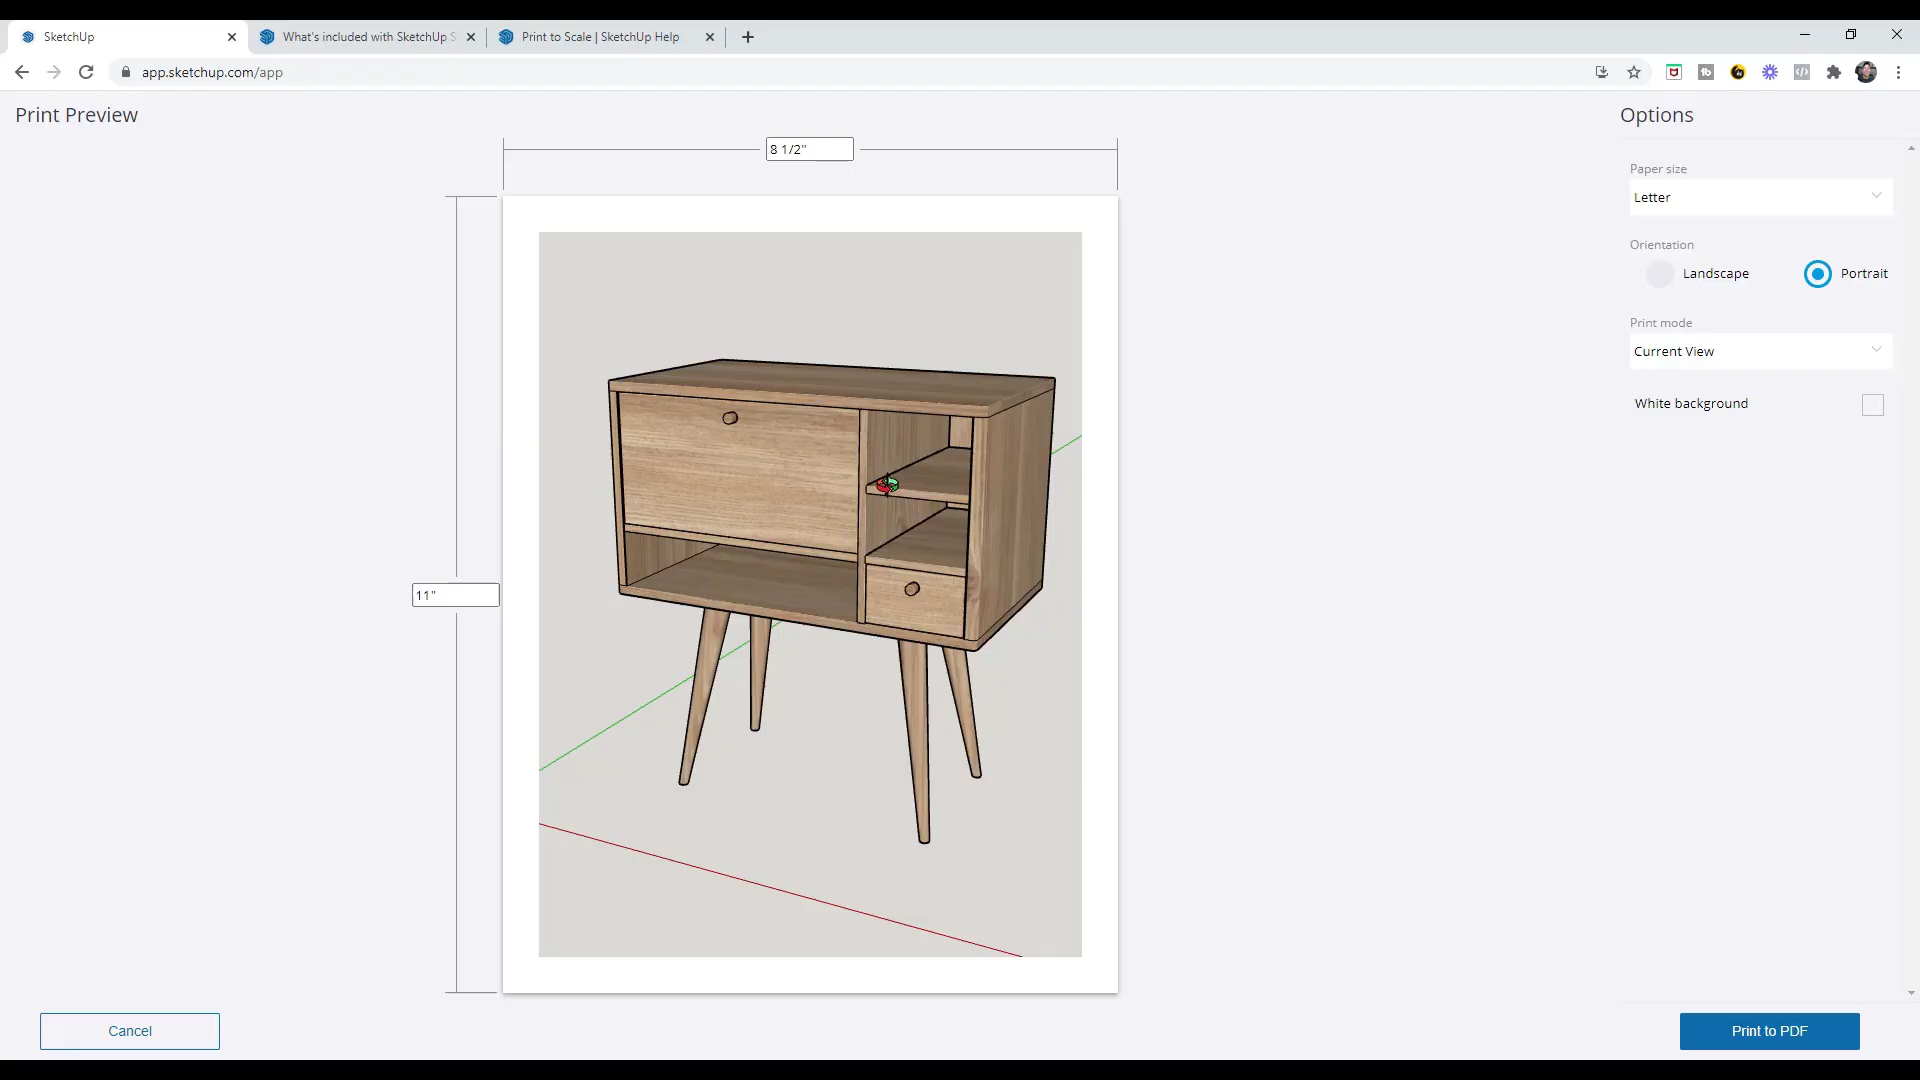 SketchUp
What's included with SketchUp S
Print to Scale | SketchUp Help
app.sketchup.com/app
Print Preview
Options
8 1/2"
Paper size
Letter
Orientation
Landscape
Portrait
Print mode
Current View
White background
11"
Cancel
Print to PDF